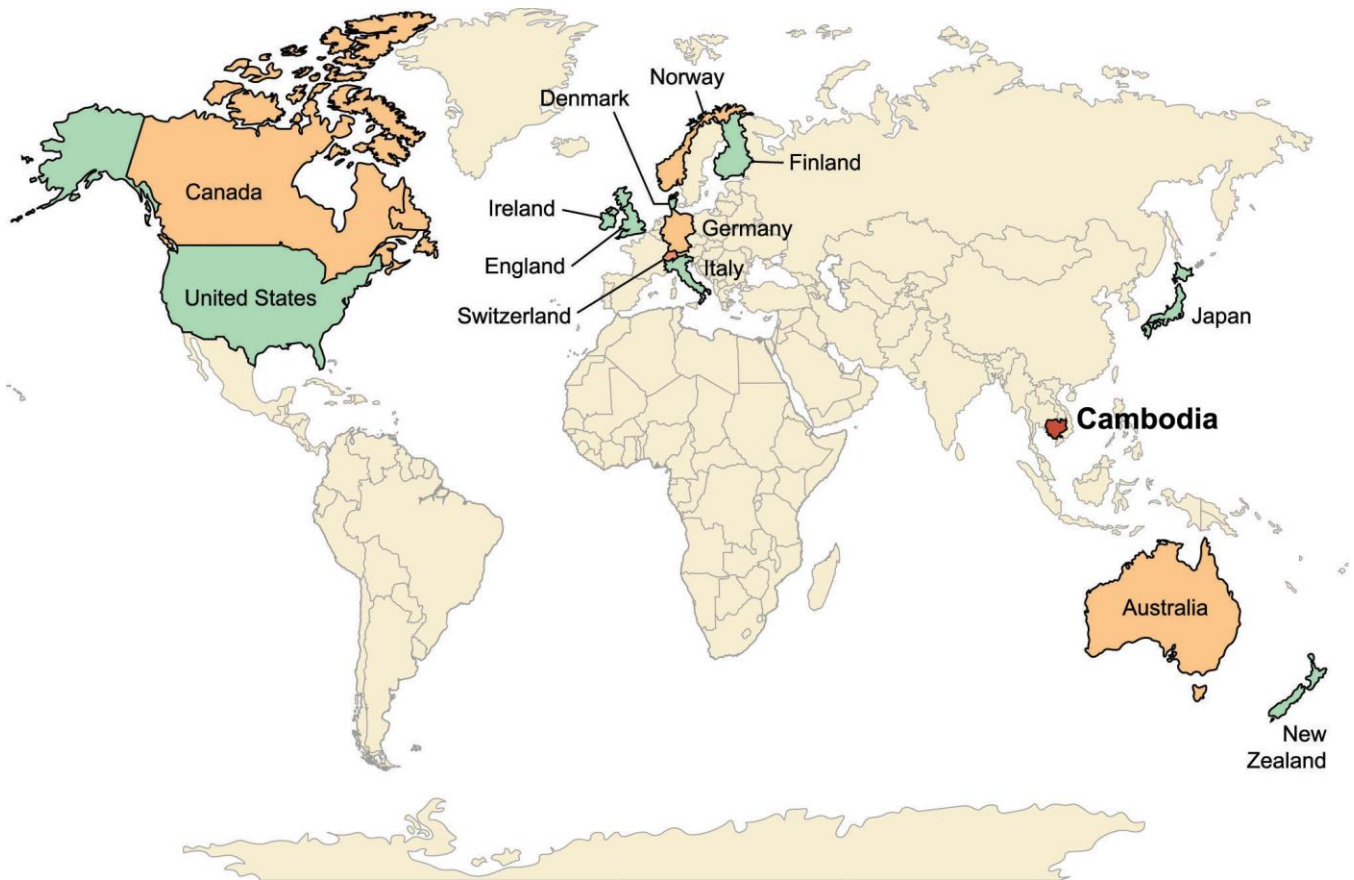 Norway
Denmark
Finland
Canada
Ireland
Germany
England
Italy
United States
Switzerland
Japan
Cambodia
Australia
New
Zealand